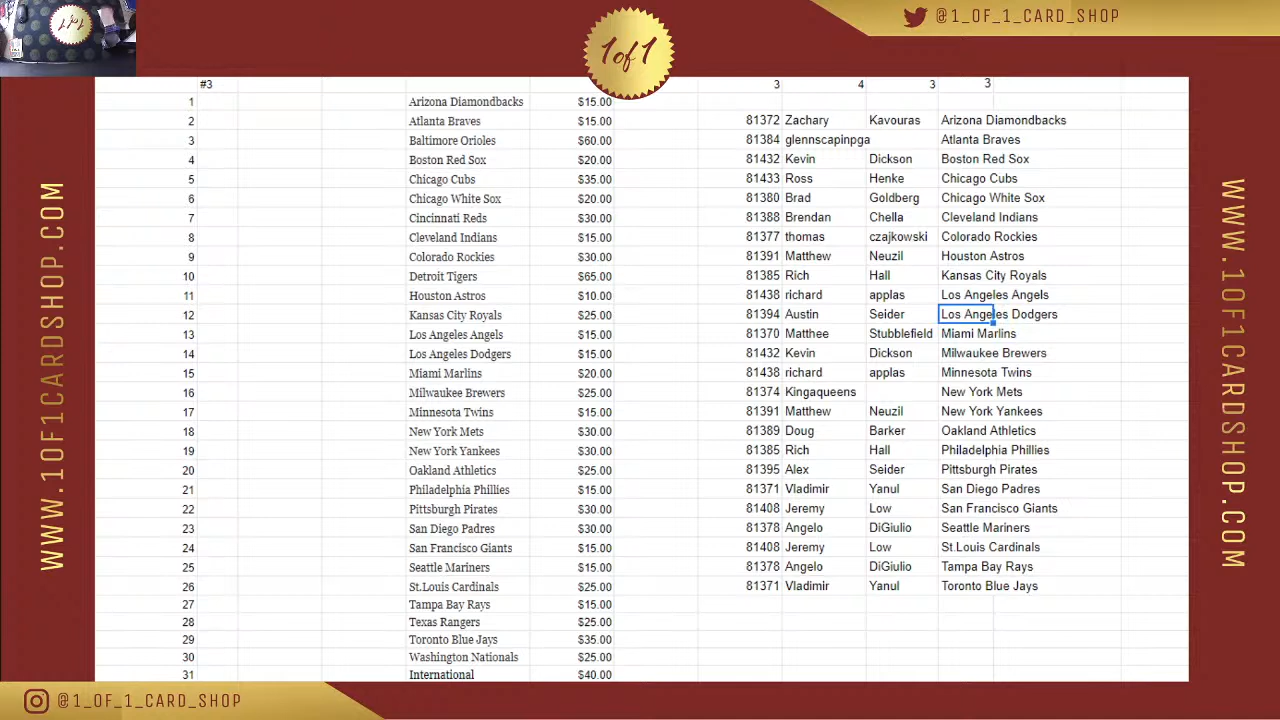 1of1
@1_OF_1_CARD_SHOP
1of1
WWW.1OF1CARDSHOP.COM
#3 3 4 3 3
1 Arizona Diamondbacks $15.00
2 Atlanta Braves $15.00 81372 Zachary Kavouras Arizona Diamondbacks
3 Baltimore Orioles $60.00 81384 glennscapinpga Atlanta Braves
4 Boston Red Sox $20.00 81432 Kevin Dickson Boston Red Sox
5 Chicago Cubs $35.00 81433 Ross Henke Chicago Cubs
6 Chicago White Sox $20.00 81380 Brad Goldberg Chicago White Sox
7 Cincinnati Reds $30.00 81388 Brendan Chella Cleveland Indians
8 Cleveland Indians $15.00 81377 thomas czajkowski Colorado Rockies
9 Colorado Rockies $30.00 81391 Matthew Neuzil Houston Astros
10 Detroit Tigers $65.00 81385 Rich Hall Kansas City Royals
11 Houston Astros $10.00 81438 richard applas Los Angeles Angels
12 Kansas City Royals $25.00 81394 Austin Seider Los Angeles Dodgers
13 Los Angeles Angels $15.00 81370 Matthee Stubblefield Miami Marlins
14 Los Angeles Dodgers $15.00 81432 Kevin Dickson Milwaukee Brewers
15 Miami Marlins $20.00 81438 richard applas Minnesota Twins
16 Milwaukee Brewers $25.00 81374 Kingaqueens New York Mets
17 Minnesota Twins $15.00 81391 Matthew Neuzil New York Yankees
18 New York Mets $30.00 81389 Doug Barker Oakland Athletics
19 New York Yankees $30.00 81385 Rich Hall Philadelphia Phillies
20 Oakland Athletics $25.00 81395 Alex Seider Pittsburgh Pirates
21 Philadelphia Phillies $15.00 81371 Vladimir Yanul San Diego Padres
22 Pittsburgh Pirates $30.00 81408 Jeremy Low San Francisco Giants
23 San Diego Padres $30.00 81378 Angelo DiGiulio Seattle Mariners
24 San Francisco Giants $15.00 81408 Jeremy Low St.Louis Cardinals
25 Seattle Mariners $15.00 81378 Angelo DiGiulio Tampa Bay Rays
26 St.Louis Cardinals $25.00 81371 Vladimir Yanul Toronto Blue Jays
27 Tampa Bay Rays $15.00
28 Texas Rangers $25.00
29 Toronto Blue Jays $35.00
30 Washington Nationals $25.00
31 International $40.00
WWW.1OF1CARDSHOP.COM
@1_OF_1_CARD_SHOP